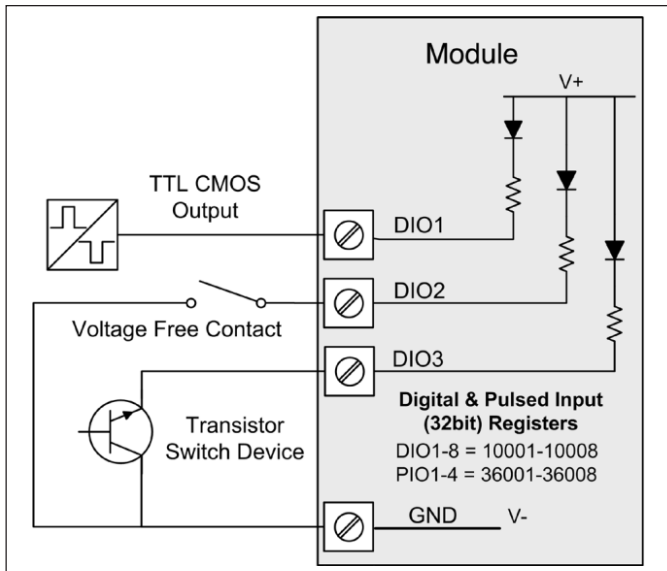 Module
V+
TTL CMOS
Output
DIO1
DIO2
Voltage Free Contact
DIO3
Transistor
Switch Device
Digital & Pulsed Input
(32bit) Registers
DIO1-8 = 10001-10008
PIO1-4 = 36001-36008
GND
V-